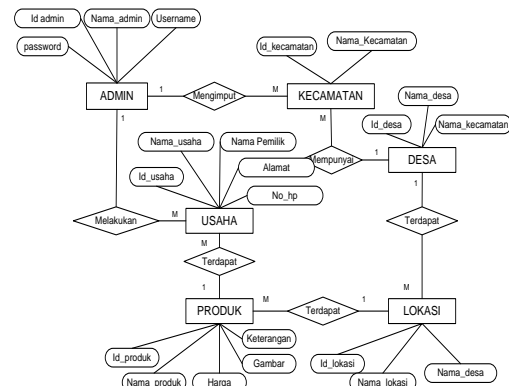 Id admin
Nama_admin
Username
password
ADMIN
1
Mengimput
M
KECAMATAN
Id_kecamatan
Nama_Kecamatan
M
Mempunyai
1
DESA
Nama_desa
Id_desa
Nama_kecamatan
1
1
Nama_usaha
Nama Pemilik
Id_usaha
Alamat
No_hp
Melakukan
M
USAHA
Terdapat
M
Terdapat
1
M
PRODUK
M
Terdapat
1
LOKASI
Id_produk
Nama_produk
Harga
Gambar
Keterangan
Id_lokasi
Nama_lokasi
Nama_desa